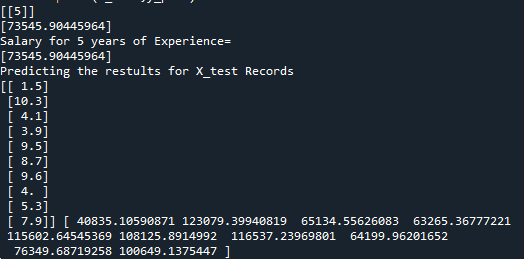 [[5]]
[73545.90445964]
Salary for 5 years of Experience=
[73545.90445964]
Predicting the restults for X_test Records
[[ 1.5]
[10.3]
[ 4.1]
[ 3.9]
[ 9.5]
[ 8.7]
[ 9.6]
[ 4. ]
[ 5.3]
[ 7.9]] [ 40835.10590871 123079.39940819  65134.55626083  63265.36777221
115602.64545369 108125.8914992  116537.23969801  64199.96201652
76349.68719258 100649.1375447 ]